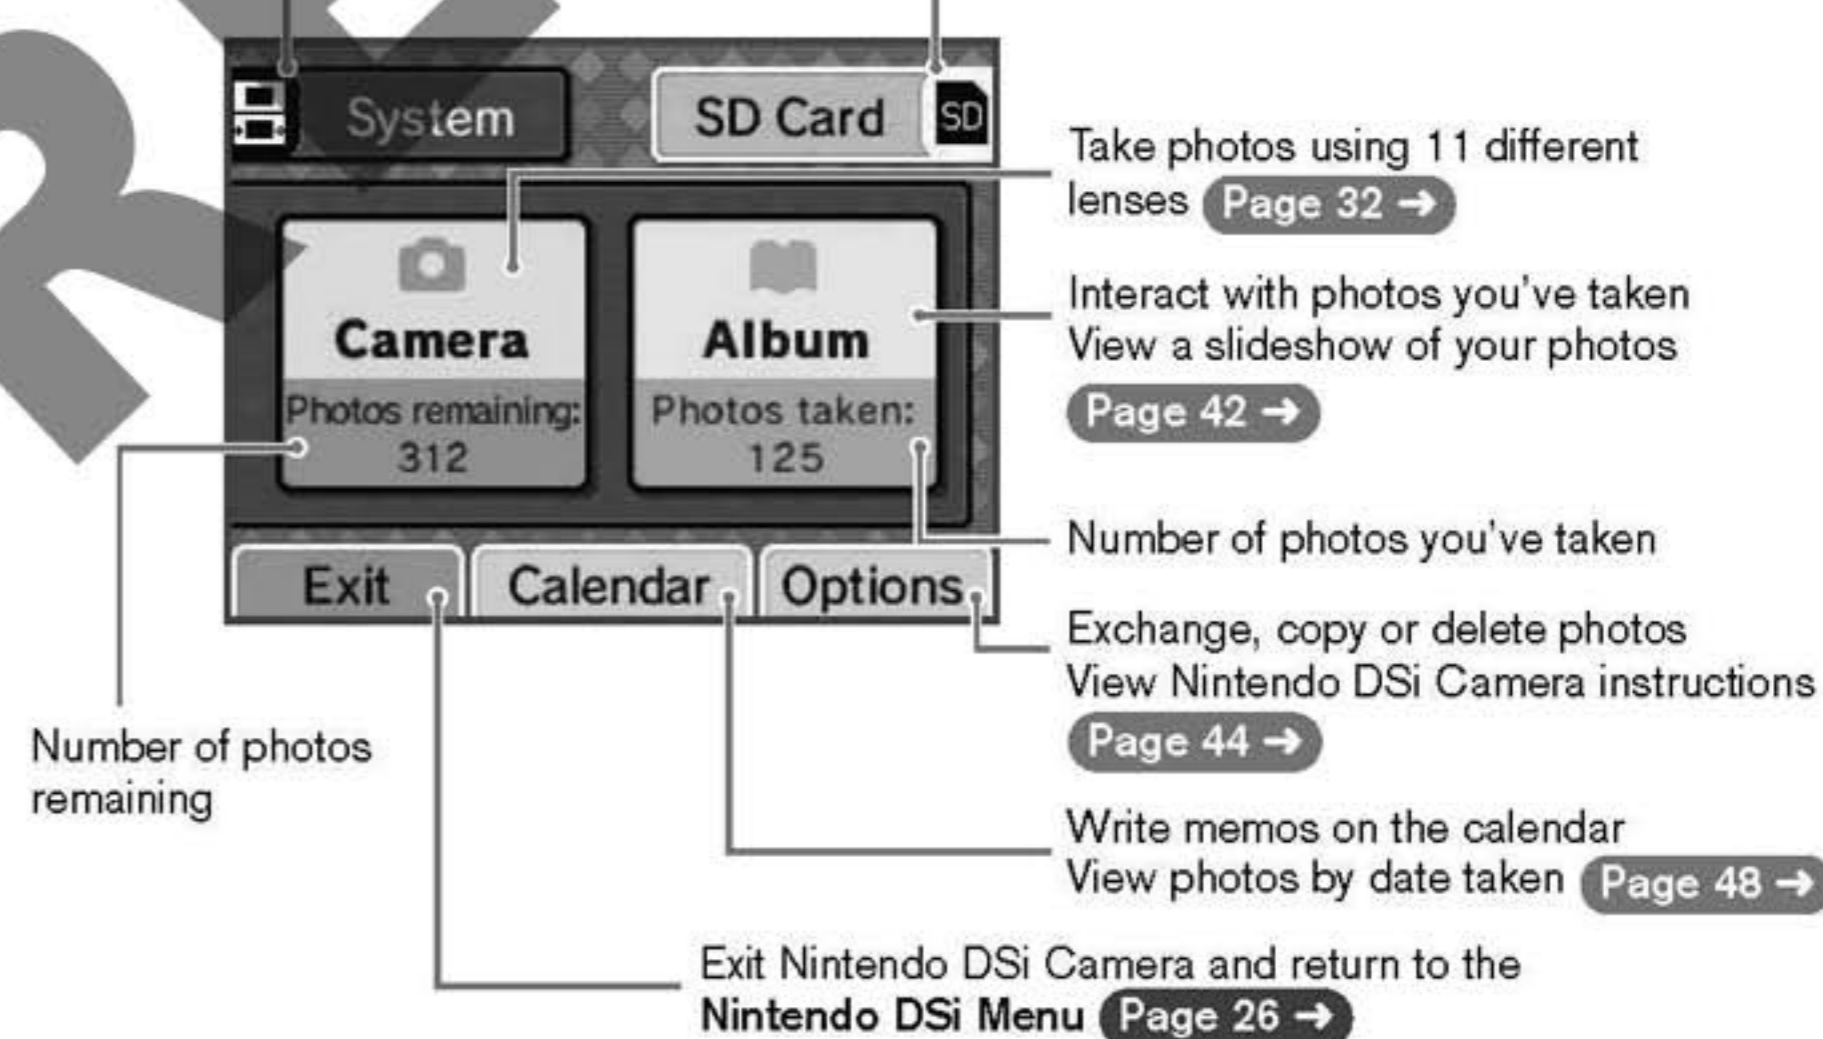 System
SD Card
SD
Take photos using 11 different
lenses Page 32 →
Camera
Photos remaining:
312
Album
Photos taken:
125
Interact with photos you've taken
View a slideshow of your photos
Page 42 →
Number of photos you've taken
Exit
Calendar
Options
Exchange, copy or delete photos
View Nintendo DSi Camera instructions
Page 44 →
Number of photos
remaining
Write memos on the calendar
View photos by date taken Page 48 →
Exit Nintendo DSi Camera and return to the
Nintendo DSi Menu Page 26 →